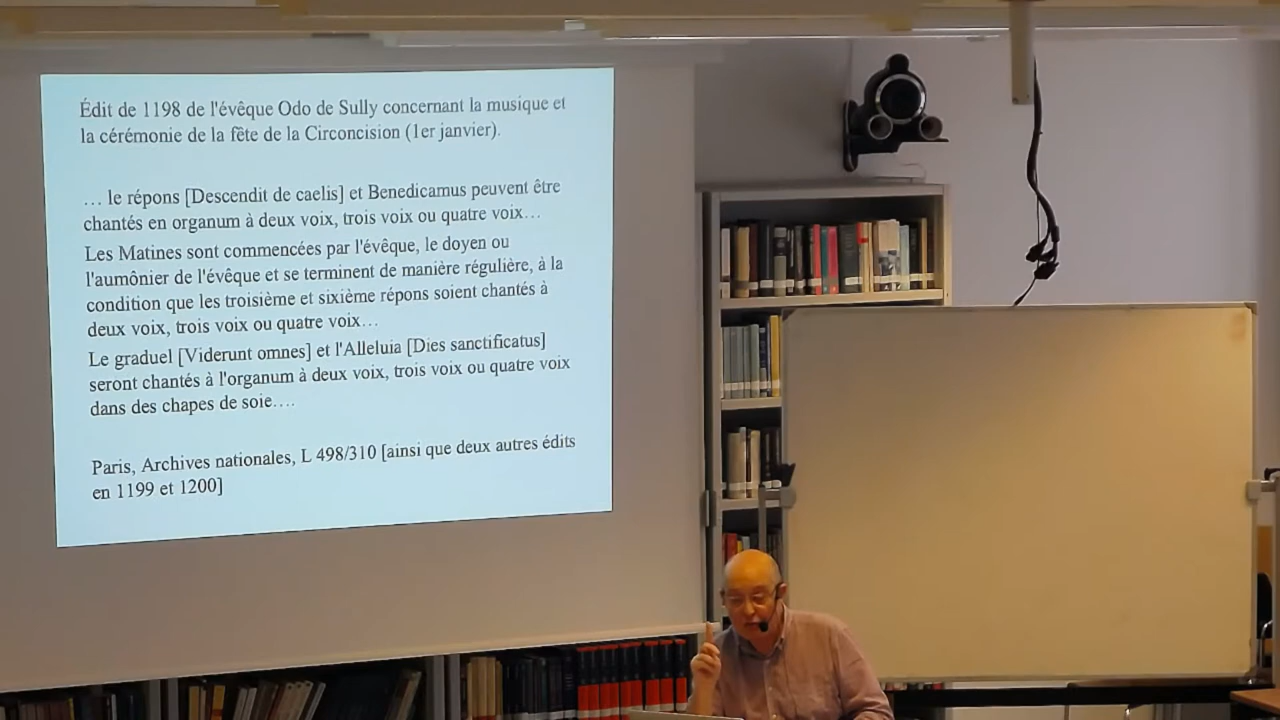 Édit de 1198 de l'évêque Odo de Sully concernant la musique et
la cérémonie de la fête de la Circoncision (1er janvier).
… le répons [Descendit de caelis] et Benedicamus peuvent être
chantés en organum à deux voix, trois voix ou quatre voix…
Les Matines sont commencées par l'évêque, le doyen ou
l'aumônier de l'évêque et se terminent de manière régulière, à la
condition que les troisième et sixième répons soient chantés à
deux voix, trois voix ou quatre voix…
Le graduel [Viderunt omnes] et l'Alleluia [Dies sanctificatus]
seront chantés à l'organum à deux voix, trois voix ou quatre voix
dans des chapes de soie….
Paris, Archives nationales, L 498/310 [ainsi que deux autres édits
en 1199 et 1200]